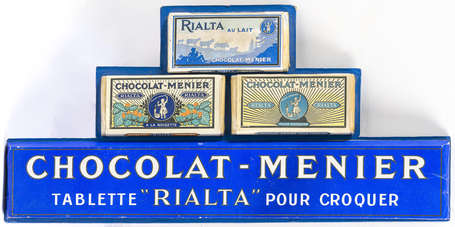 RIALTA
AU LAIT
CHOCOLAT-MENIER
CHOCOLAT-MENIER
RIALTA RIALTA
A LA NOISETTE
CHOCOLAT-MENIER
RIALTA RIALTA
CHOCOLAT-MENIER
TABLETTE "RIALTA" POUR CROQUER